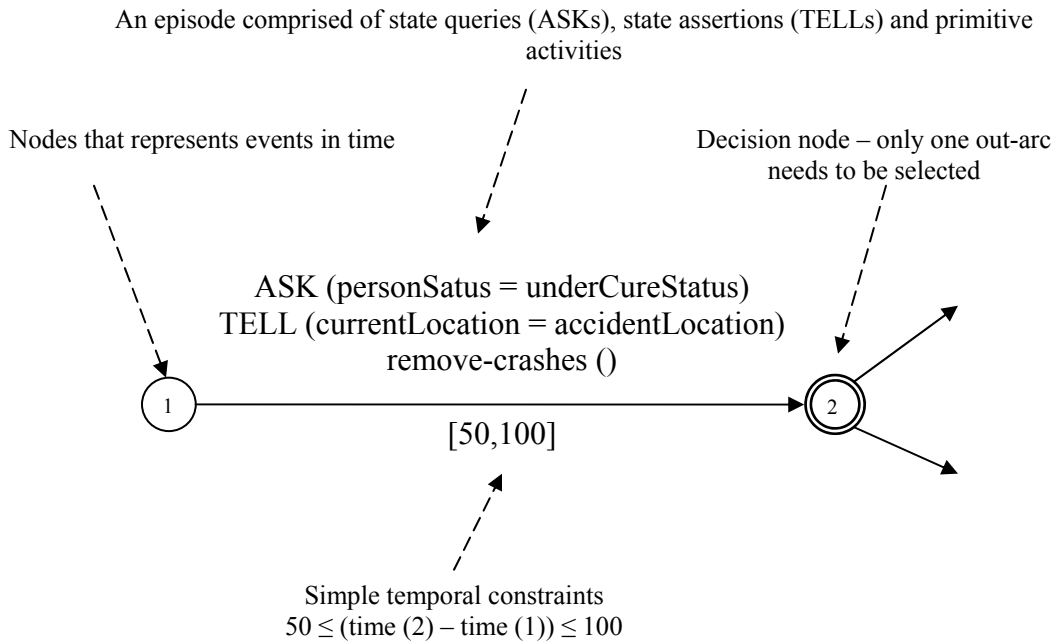 An episode comprised of state queries (ASKs), state assertions (TELLs) and primitive
activities
Nodes that represents events in time
Decision node – only one out-arc
needs to be selected
ASK (personSatus = underCureStatus)
TELL (currentLocation = accidentLocation)
remove-crashes ()
1
2
[50,100]
Simple temporal constraints
50 ≤ (time (2) – time (1)) ≤ 100